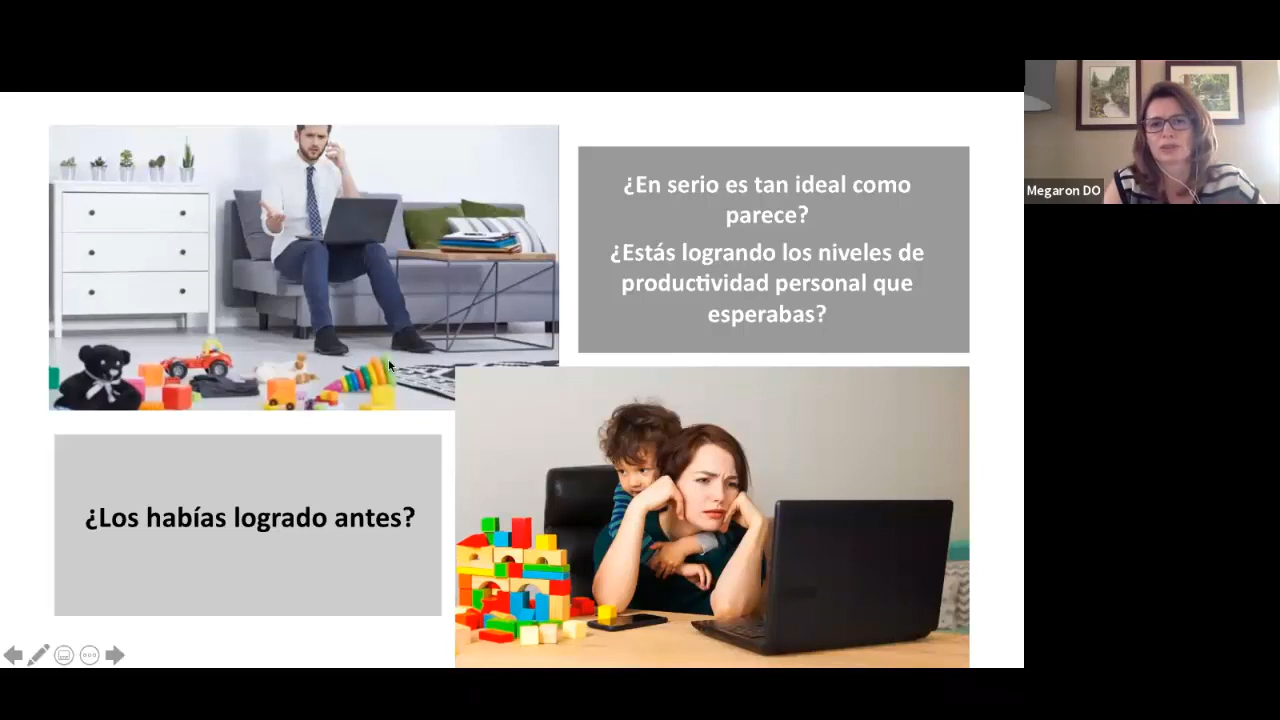 ¿En serio es tan ideal como
parece?
¿Estás logrando los niveles de
productividad personal que
esperabas?
Megaron DO
¿Los habías logrado antes?